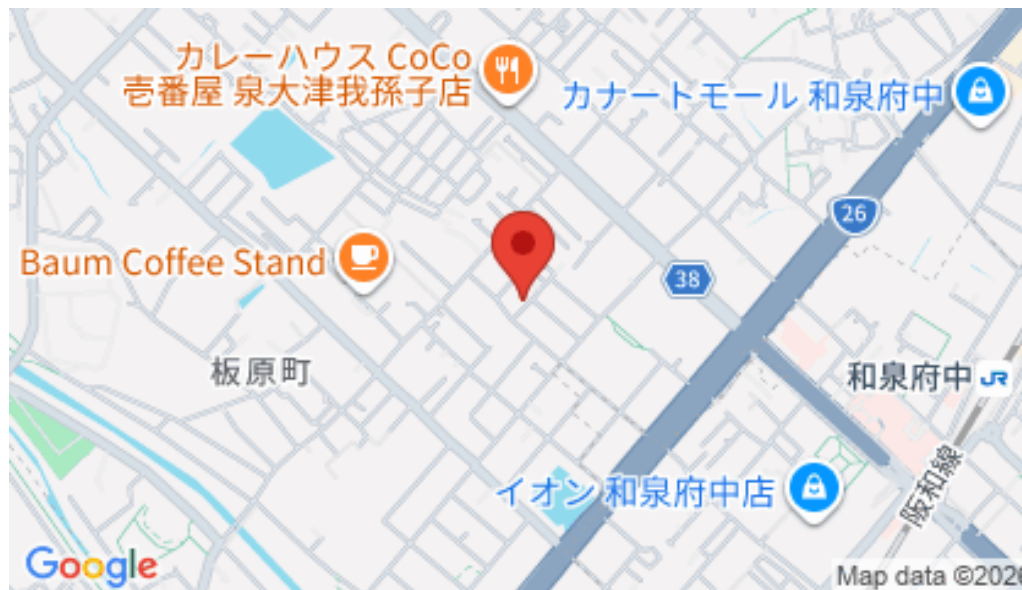 カレーハウス CoCo
壱番屋 泉大津我孫子店
カナートモール 和泉府中
26
Baum Coffee Stand
38
板原町
和泉府中 JR
阪和線
イオン 和泉府中店
Google
Map data ©2026